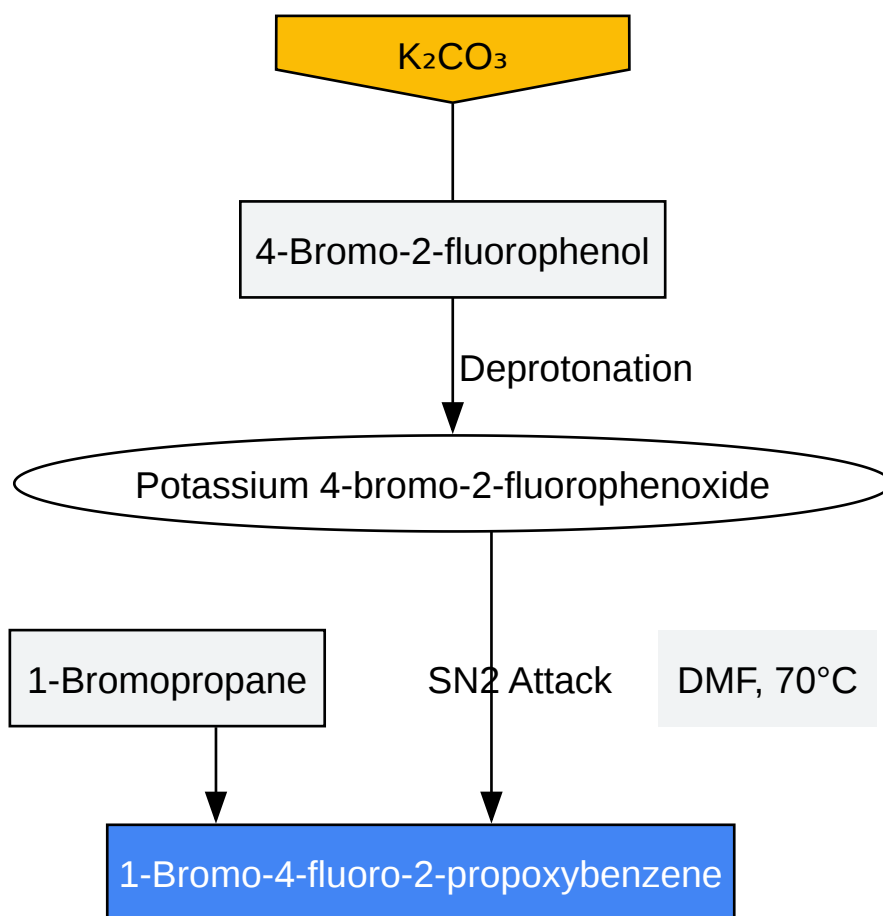 K₂CO₃
4-Bromo-2-fluorophenol
Deprotonation
Potassium 4-bromo-2-fluorophenoxide
1-Bromopropane
SN2 Attack
DMF, 70°C
1-Bromo-4-fluoro-2-propoxybenzene